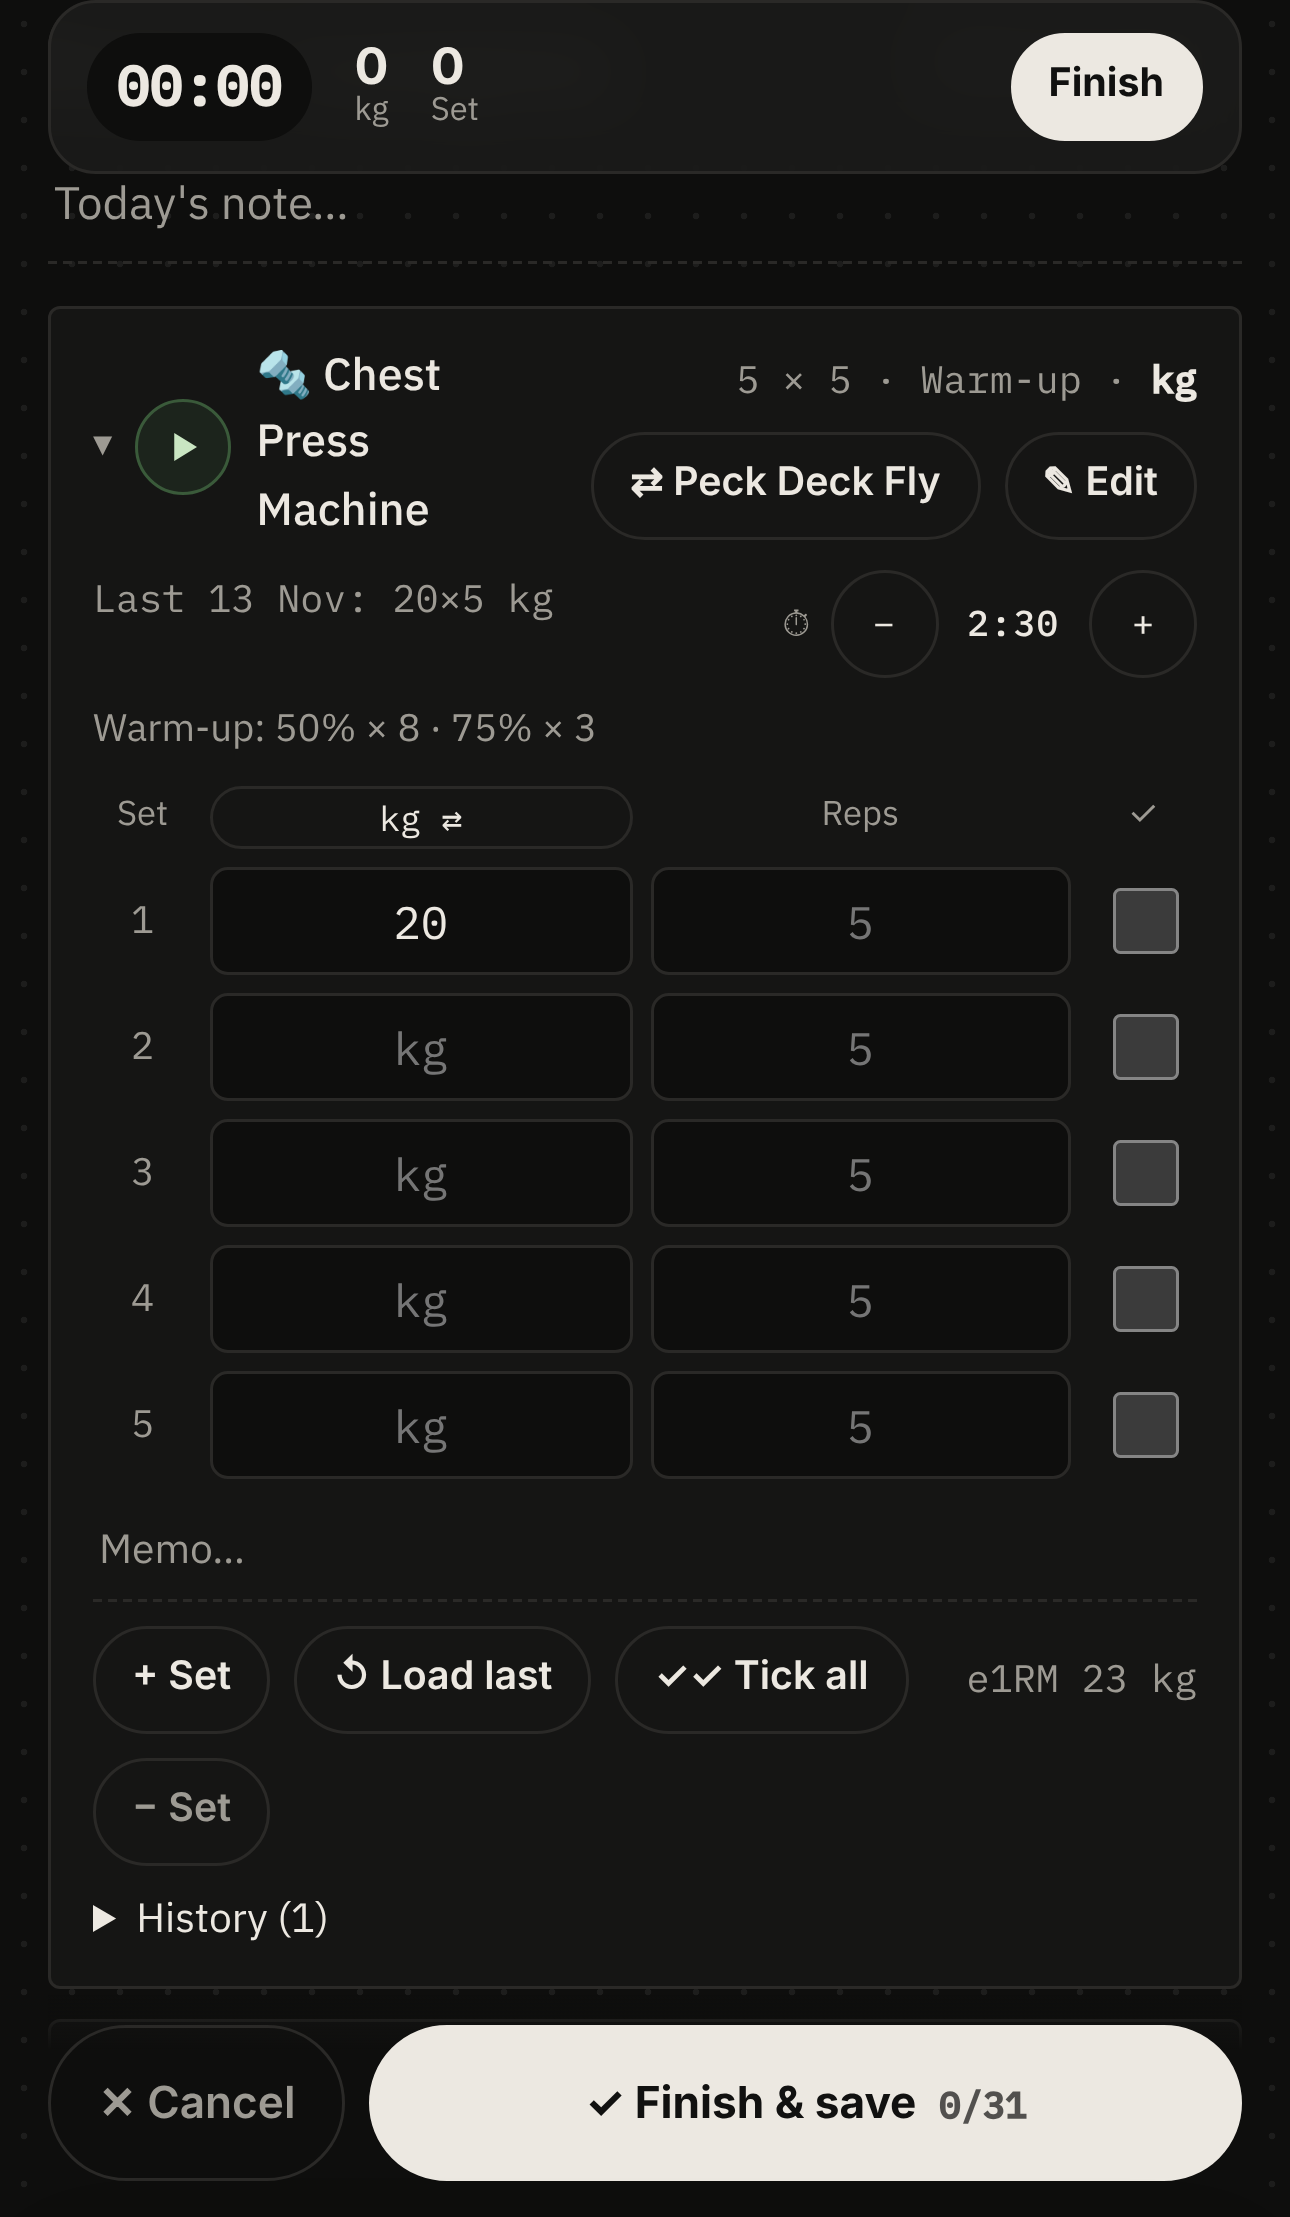 00:00
0 kg
0 Set
Finish
Today's note...
▼ ▶ 🔩 Chest
Press
Machine
5 × 5 · Warm-up · kg
⇄ Peck Deck Fly
✎ Edit
Last 13 Nov: 20×5 kg
⏱ − 2:30 +
Warm-up: 50% × 8 · 75% × 3
Set kg ⇄ Reps ✓
1 20 5
2 kg 5
3 kg 5
4 kg 5
5 kg 5
Memo...
+ Set
↺ Load last
✓✓ Tick all
e1RM 23 kg
− Set
▶ History (1)
✕ Cancel
✓ Finish & save 0/31